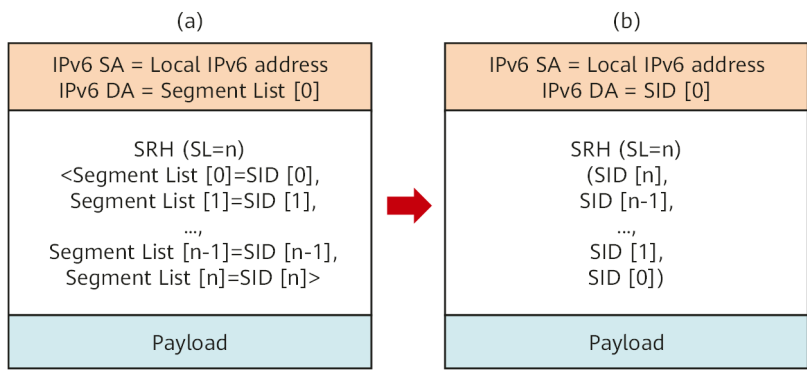 (a)
IPv6 SA = Local IPv6 address
IPv6 DA = Segment List [0]
SRH (SL=n)
<Segment List [0]=SID [0],
Segment List [1]=SID [1],
...,
Segment List [n-1]=SID [n-1],
Segment List [n]=SID [n]>
Payload
(b)
IPv6 SA = Local IPv6 address
IPv6 DA = SID [0]
SRH (SL=n)
(SID [n],
SID [n-1],
...,
SID [1],
SID [0])
Payload